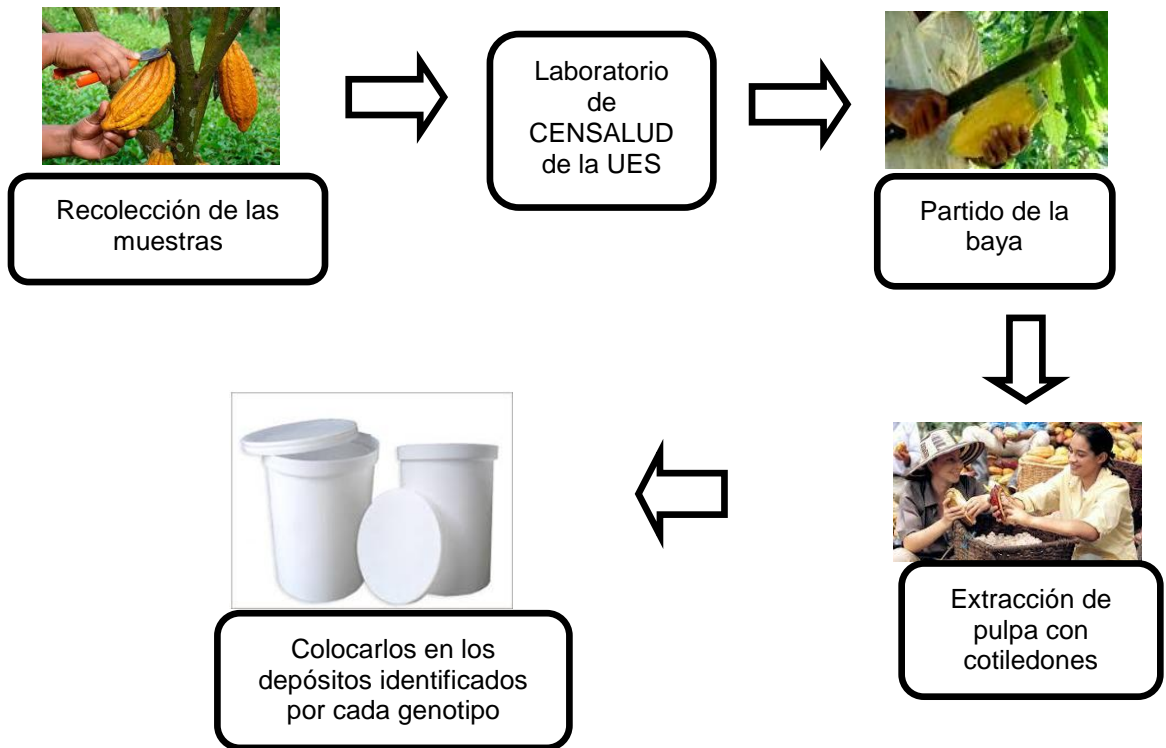 Recolección de las
muestras
Laboratorio
de
CENSALUD
de la UES
Partido de la
baya
Extracción de
pulpa con
cotiledones
Colocarlos en los
depósitos identificados
por cada genotipo